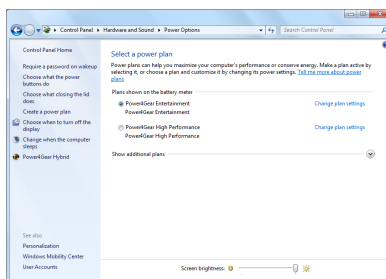 Control Panel ▸ Hardware and Sound ▸ Power Options
Search Control Panel
Control Panel Home
Require a password on wakeup
Choose what the power
buttons do
Choose what closing the lid
does
Create a power plan
Choose when to turn off the
display
Change when the computer
sleeps
Power4Gear Hybrid
See also
Personalization
Windows Mobility Center
User Accounts
Select a power plan
Power plans can help you maximize your computer's performance or conserve energy. Make a plan active by
selecting it, or choose a plan and customize it by changing its power settings. Tell me more about power
plans
Plans shown on the battery meter
Power4Gear Entertainment Change plan settings
Power4Gear Entertainment
Power4Gear High Performance Change plan settings
Power4Gear High Performance
Show additional plans
Screen brightness: